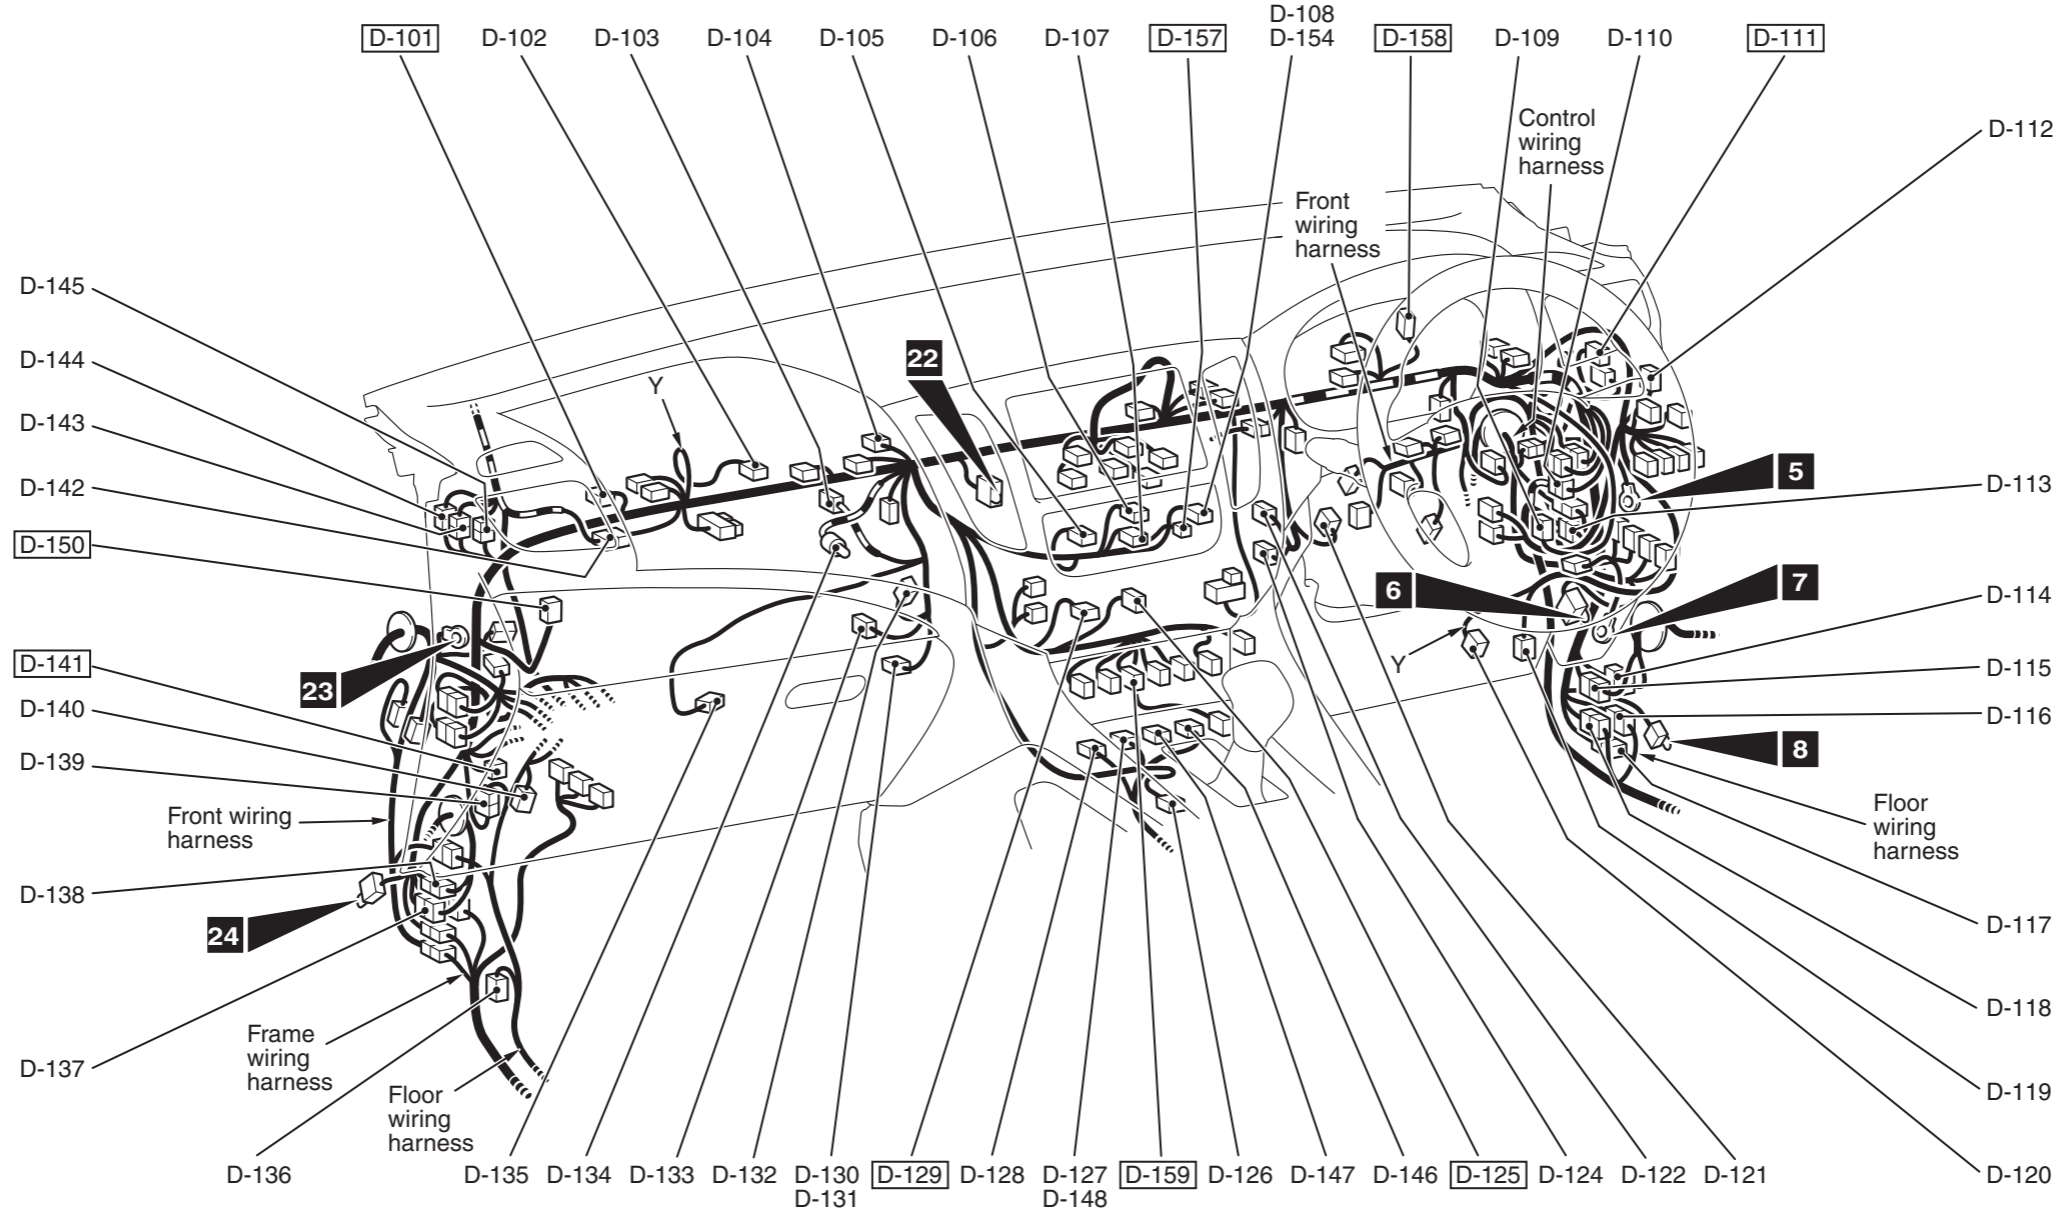 D-108
D-101 D-102 D-103 D-104 D-105 D-106 D-107 D-157 D-154 D-158 D-109 D-110 D-111
Control
wiring
harness
D-112
Front
wiring
harness
D-145
D-144
D-143
D-142
D-150
D-141
D-140
D-139
Front wiring
harness
D-138
D-137
Y
22
23
24
5
6
7
8
Y
D-113
D-114
D-115
D-116
Floor
wiring
harness
D-117
D-118
D-119
D-120
Frame
wiring
harness
Floor
wiring
harness
D-136 D-135 D-134 D-133 D-132 D-130 D-129 D-128 D-127 D-159 D-126 D-147 D-146 D-125 D-124 D-122 D-121
D-131 D-148